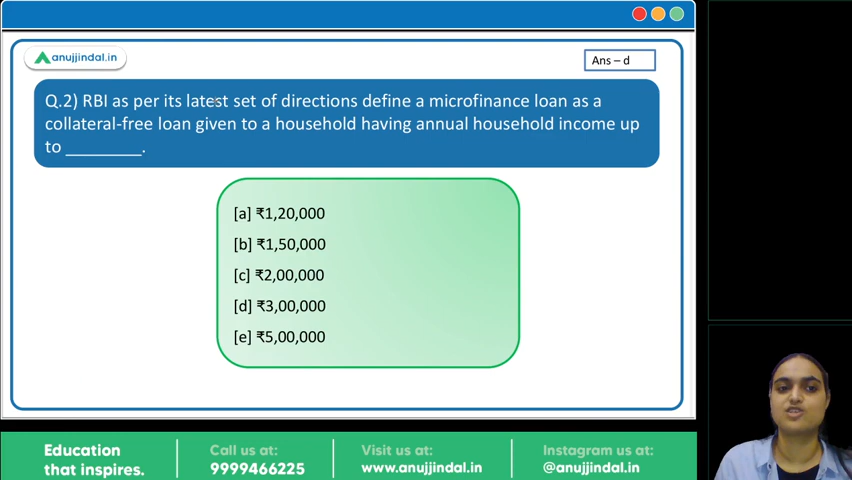 anujjindal.in
Ans – d
Q.2) RBI as per its latest set of directions define a microfinance loan as a
collateral-free loan given to a household having annual household income up
to _________.
[a] ₹1,20,000
[b] ₹1,50,000
[c] ₹2,00,000
[d] ₹3,00,000
[e] ₹5,00,000
Education
that inspires.
Call us at:
9999466225
Visit us at:
www.anujjindal.in
Instagram us at:
@anujjindal.in